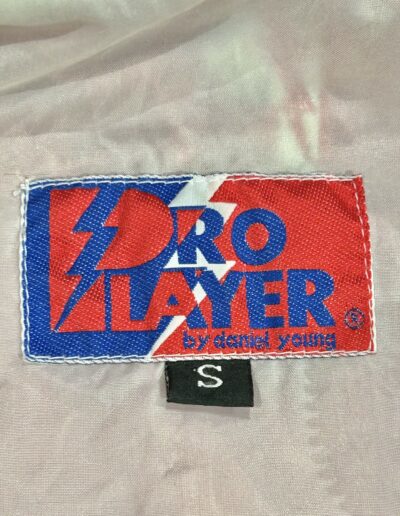 PRO
PLAYER ®
by daniel young
S